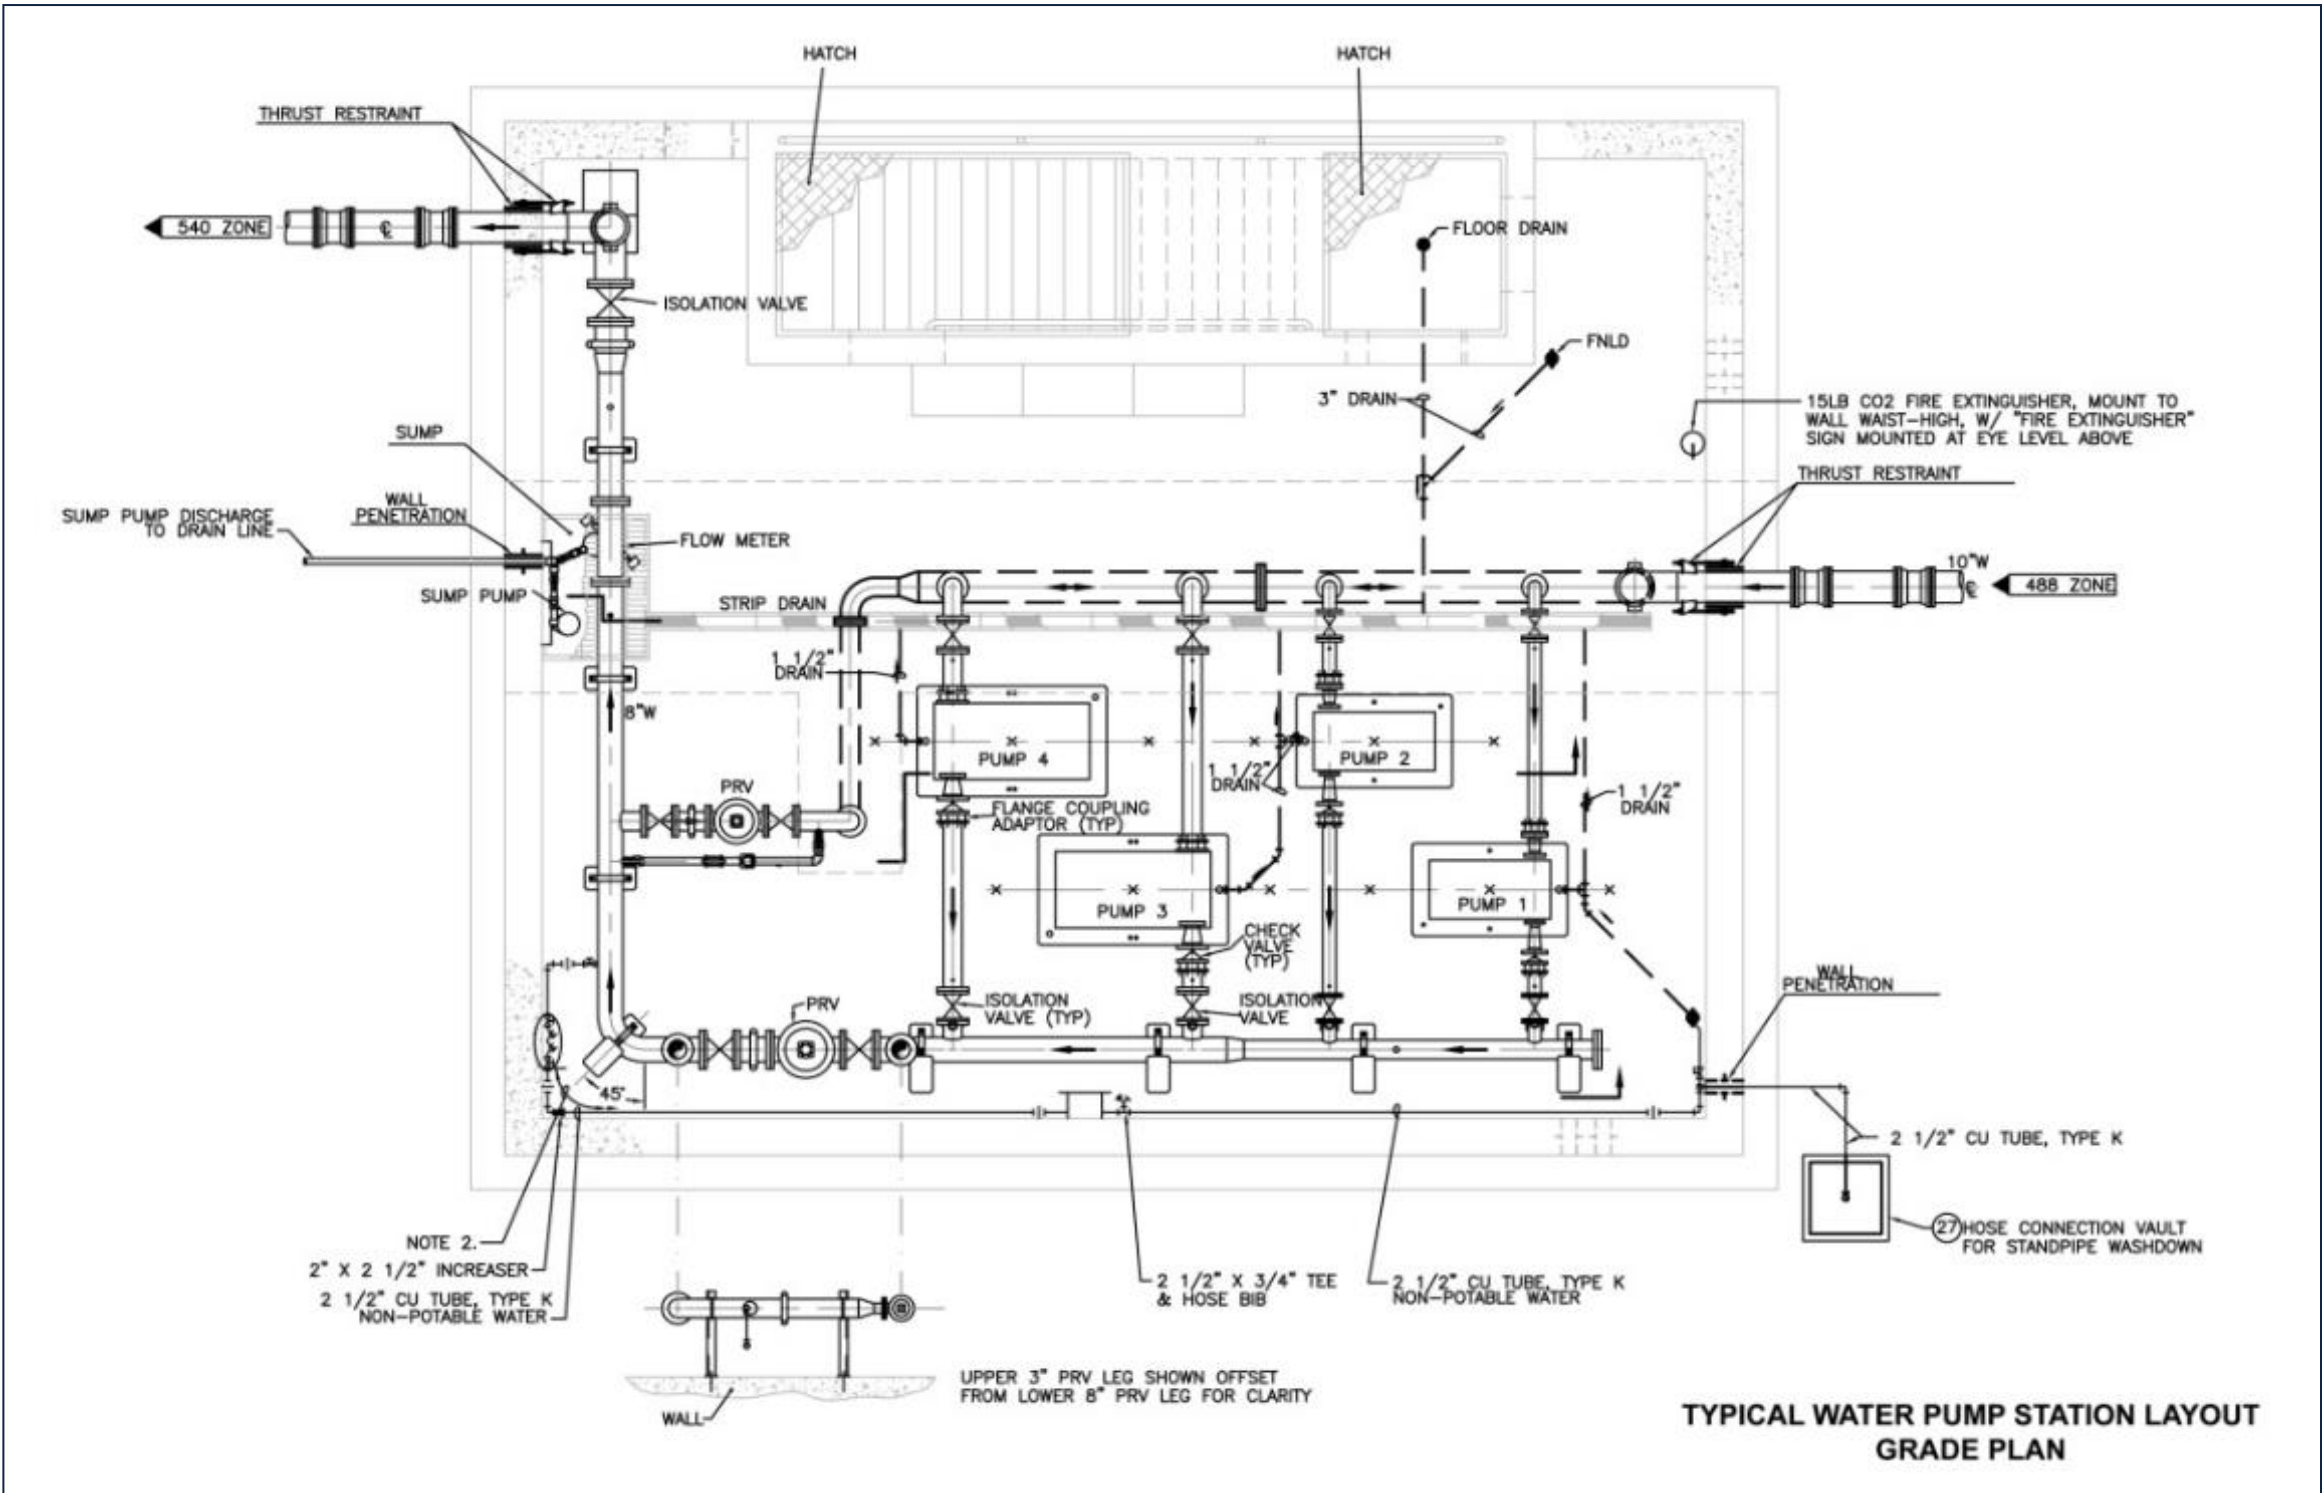 HATCH
HATCH
THRUST RESTRAINT
540 ZONE
℄
FLOOR DRAIN
ISOLATION VALVE
FNLD
3" DRAIN
15LB CO2 FIRE EXTINGUISHER, MOUNT TO
WALL WAIST-HIGH, W/ "FIRE EXTINGUISHER"
SIGN MOUNTED AT EYE LEVEL ABOVE
SUMP
THRUST RESTRAINT
WALL
PENETRATION
SUMP PUMP DISCHARGE
TO DRAIN LINE
FLOW METER
10"W
℄
488 ZONE
SUMP PUMP
STRIP DRAIN
1 1/2"
DRAIN
8"W
PUMP 4
PUMP 2
1 1/2"
DRAIN
1 1/2"
DRAIN
PRV
FLANGE COUPLING
ADAPTOR (TYP)
PUMP 3
PUMP 1
CHECK
VALVE
(TYP)
WALL
PENETRATION
PRV
ISOLATION
VALVE (TYP)
ISOLATION
VALVE
45°
2 1/2" CU TUBE, TYPE K
27
HOSE CONNECTION VAULT
FOR STANDPIPE WASHDOWN
NOTE 2.
2" X 2 1/2" INCREASER
2 1/2" CU TUBE, TYPE K
NON-POTABLE WATER
2 1/2" X 3/4" TEE
& HOSE BIB
2 1/2" CU TUBE, TYPE K
NON-POTABLE WATER
UPPER 3" PRV LEG SHOWN OFFSET
FROM LOWER 8" PRV LEG FOR CLARITY
WALL
TYPICAL WATER PUMP STATION LAYOUT
GRADE PLAN